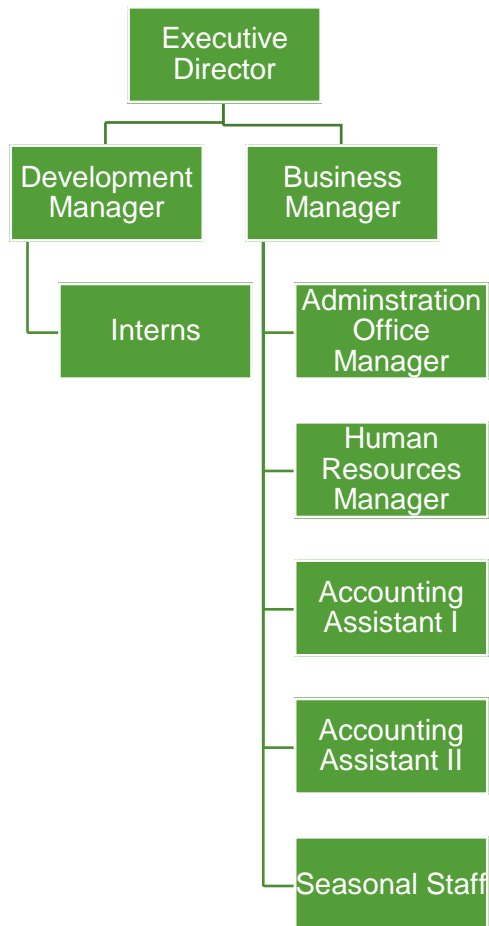 Executive
Director
Development
Manager
Business
Manager
Interns
Adminstration
Office
Manager
Human
Resources
Manager
Accounting
Assistant I
Accounting
Assistant II
Seasonal Staff